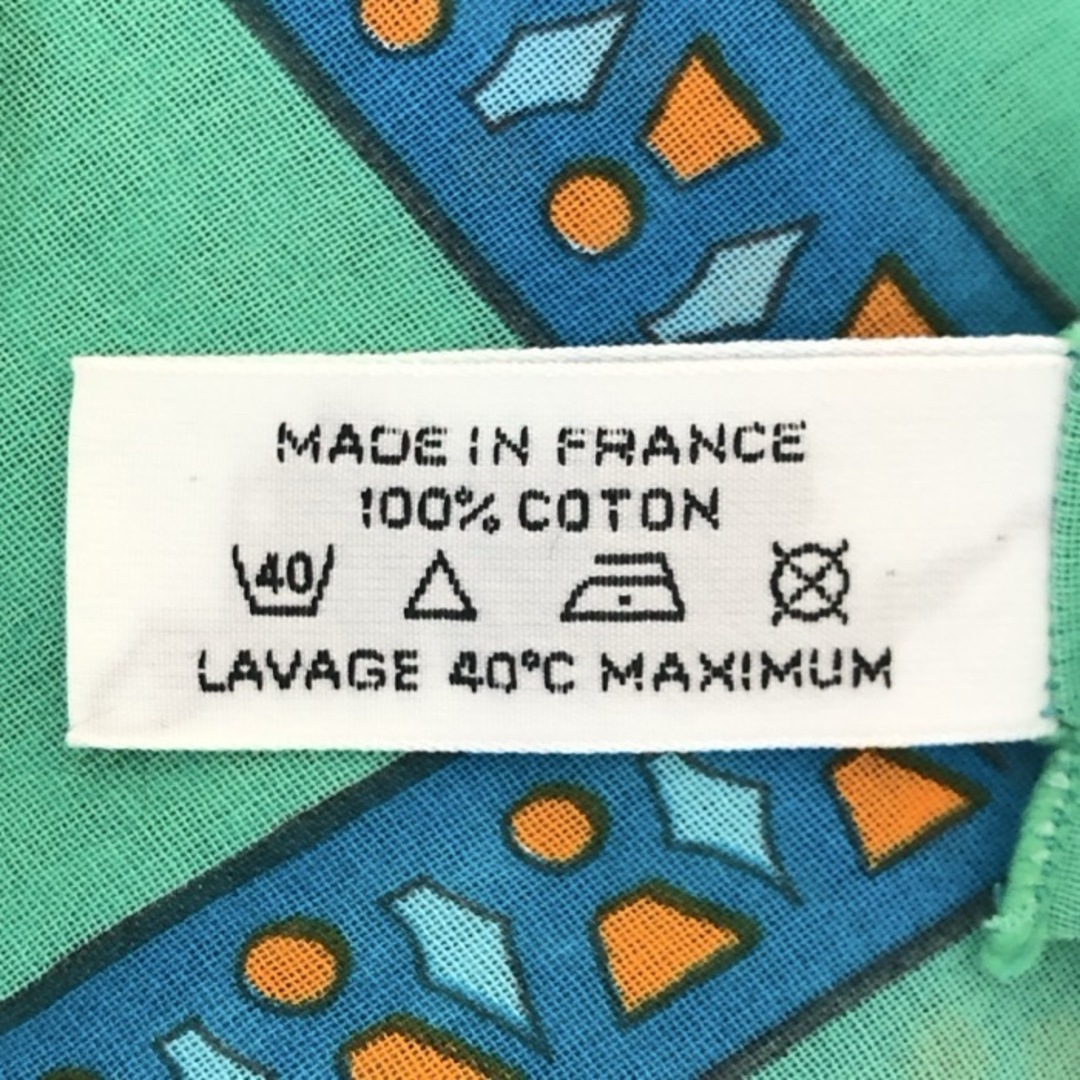 MADE IN FRANCE
100% COTON
40
LAVAGE 40°C MAXIMUM